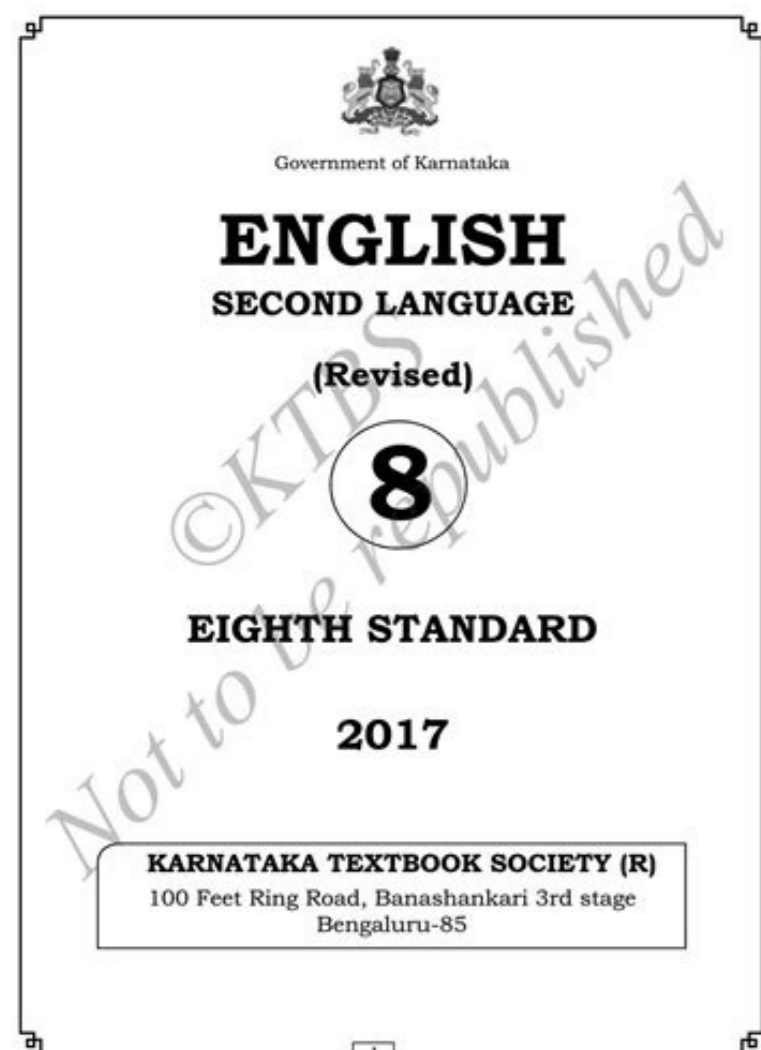 Government of Karnataka
ENGLISH
SECOND LANGUAGE
(Revised)
8
EIGHTH STANDARD
2017
KARNATAKA TEXTBOOK SOCIETY (R)
100 Feet Ring Road, Banashankari 3rd stage
Bengaluru-85
©KTBS
Not to be republished